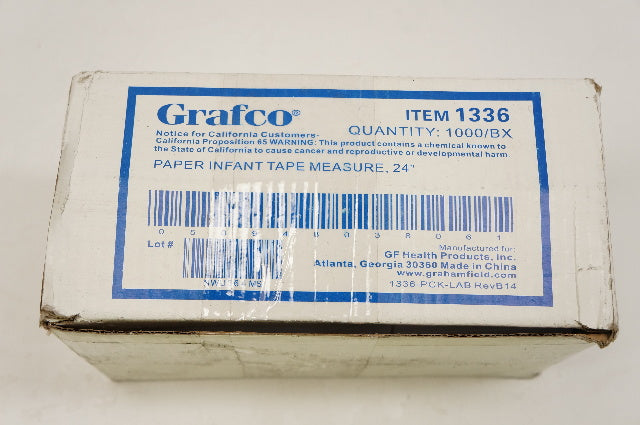 Grafco®
ITEM 1336
QUANTITY: 1000/BX
Notice for California Customers-
California Proposition 65 WARNING: This product contains a chemical known to
the State of California to cause cancer and reproductive or developmental harm.
PAPER INFANT TAPE MEASURE, 24"
Lot #
Manufactured for:
GF Health Products, Inc.
Atlanta, Georgia 30360 Made in China
www.grahamfield.com
1336 PCK-LAB RevB14